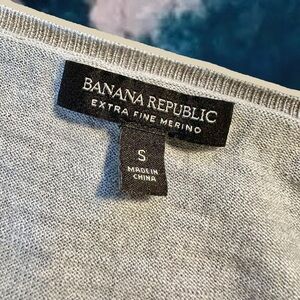 BANANA REPUBLIC
EXTRA FINE MERINO
S
MADE IN
CHINA